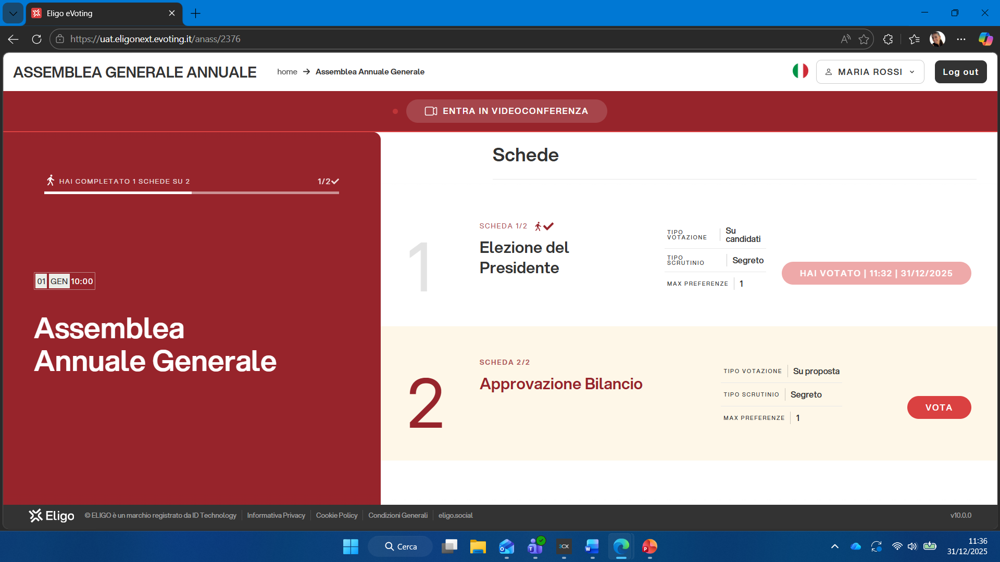 Eligo eVoting
https://uat.eligonext.evoting.it/anass/2376
ASSEMBLEA GENERALE ANNUALE
home → Assemblea Annuale Generale
MARIA ROSSI
Log out
ENTRA IN VIDEOCONFERENZA
HAI COMPLETATO 1 SCHEDE SU 2
1/2
01 GEN 10:00
Assemblea
Annuale Generale
Schede
1
SCHEDA 1/2
Elezione del
Presidente
TIPO
VOTAZIONE
Su
candidati
TIPO
SCRUTINIO
Segreto
MAX PREFERENZE
1
HAI VOTATO | 11:32 | 31/12/2025
2
SCHEDA 2/2
Approvazione Bilancio
TIPO VOTAZIONE
Su proposta
TIPO SCRUTINIO
Segreto
MAX PREFERENZE
1
VOTA
Eligo
© ELIGO è un marchio registrato da ID Technology
Informativa Privacy
Cookie Policy
Condizioni Generali
eligo.social
v10.0.0
Cerca
3CX
11:36
31/12/2025